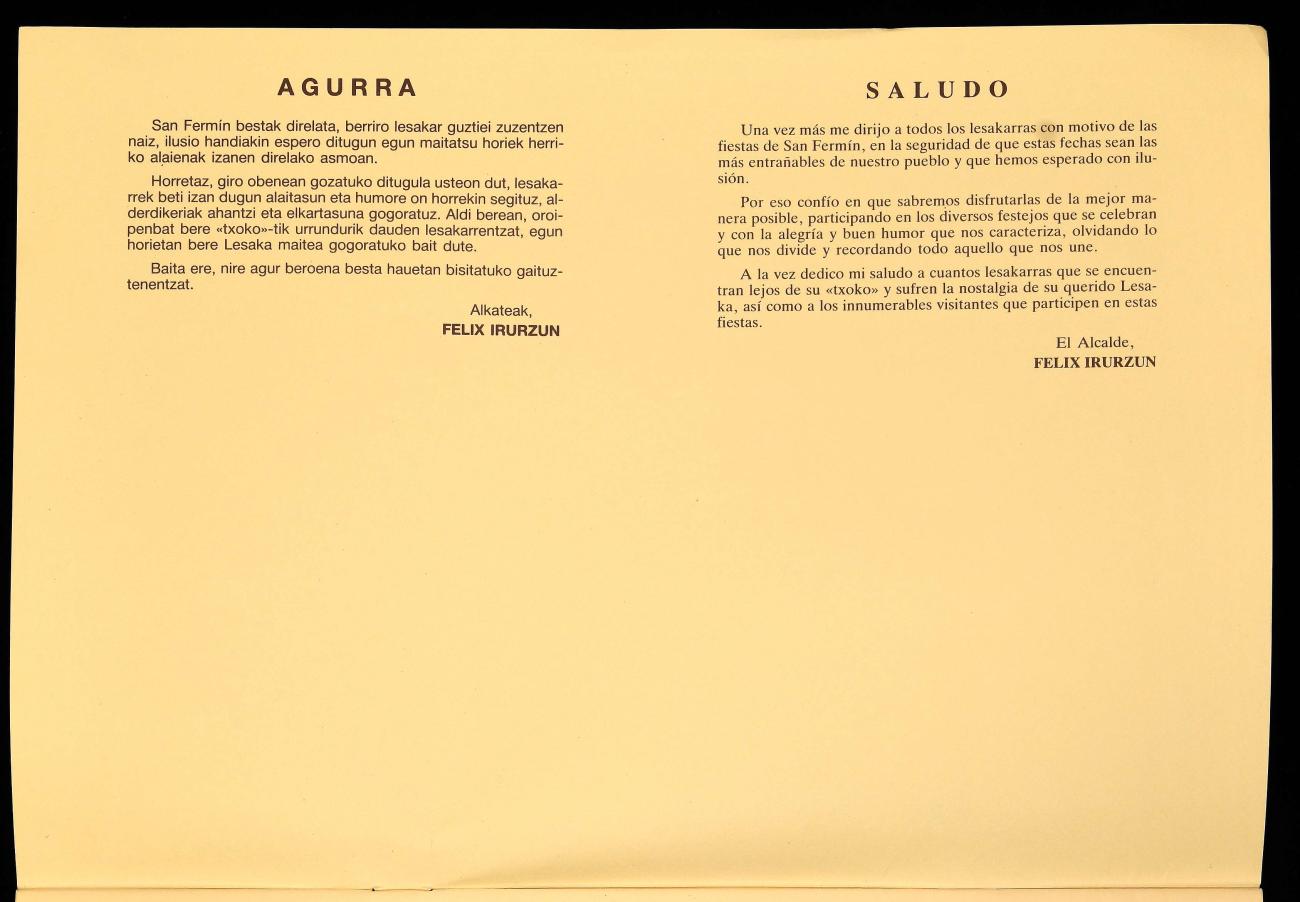 AGURRA
San Fermín bestak direlata, berriro lesakar guztiei zuzentzen
naiz, ilusio handiakin espero ditugun egun maitatsu horiek herri-
ko alaienak izanen direlako asmoan.
Horretaz, giro obenean gozatuko ditugula usteon dut, lesaka-
rrek beti izan dugun alaitasun eta humore on horrekin segituz, al-
derdikeriak ahantzi eta elkartasuna gogoratuz. Aldi berean, oroi-
penbat bere «txoko»-tik urrundurik dauden lesakarrentzat, egun
horietan bere Lesaka maitea gogoratuko bait dute.
Baita ere, nire agur beroena besta hauetan bisitatuko gaituz-
tenentzat.
Alkateak,
FELIX IRURZUN
SALUDO
Una vez más me dirijo a todos los lesakarras con motivo de las
fiestas de San Fermín, en la seguridad de que estas fechas sean las
más entrañables de nuestro pueblo y que hemos esperado con ilu-
sión.
Por eso confío en que sabremos disfrutarlas de la mejor ma-
nera posible, participando en los diversos festejos que se celebran
y con la alegría y buen humor que nos caracteriza, olvidando lo
que nos divide y recordando todo aquello que nos une.
A la vez dedico mi saludo a cuantos lesakarras que se encuen-
tran lejos de su «txoko» y sufren la nostalgia de su querido Lesa-
ka, así como a los innumerables visitantes que participen en estas
fiestas.
El Alcalde,
FELIX IRURZUN